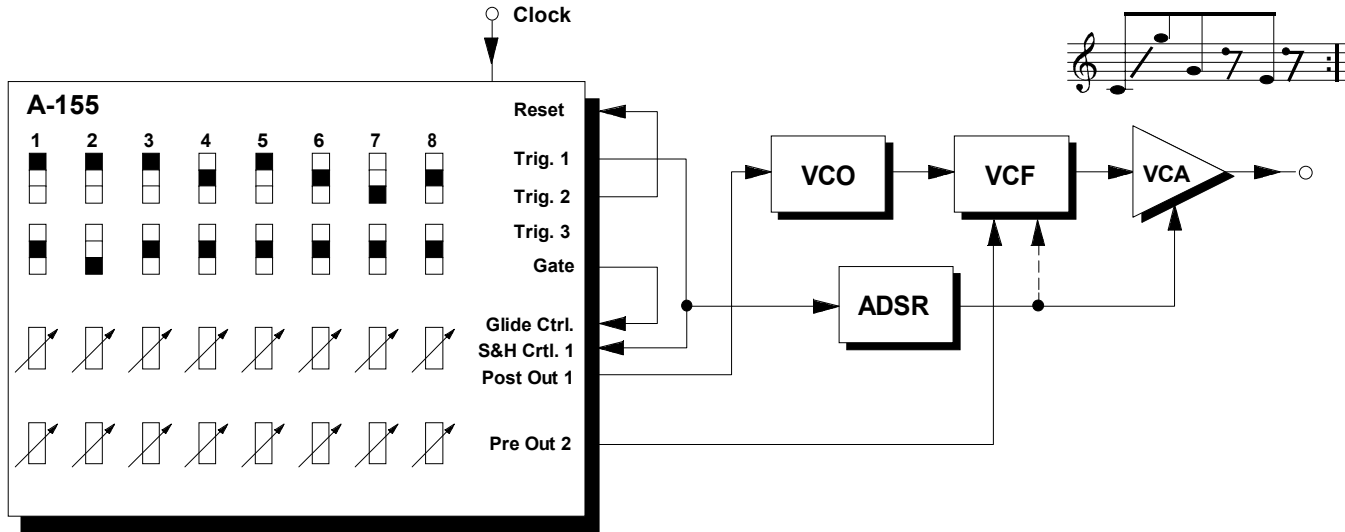 Clock
A-155
1 2 3 4 5 6 7 8
Reset
Trig. 1
Trig. 2
Trig. 3
Gate
Glide Ctrl.
S&H Crtl. 1
Post Out 1
Pre Out 2
VCO
VCF
VCA
ADSR